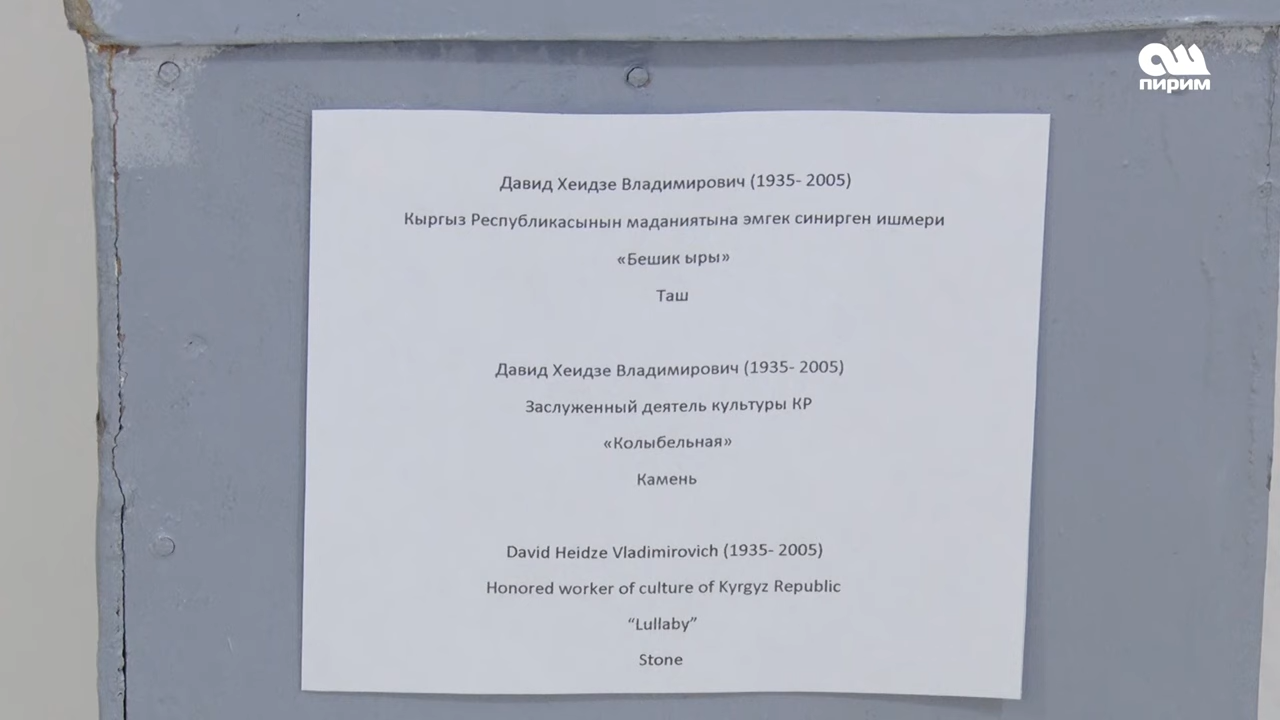 ОШ
ПИРИМ
Давид Хеидзе Владимирович (1935- 2005)
Кыргыз Республикасынын маданиятына эмгек синирген ишмери
«Бешик ыры»
Таш
Давид Хеидзе Владимирович (1935- 2005)
Заслуженный деятель культуры КР
«Колыбельная»
Камень
David Heidze Vladimirovich (1935- 2005)
Honored worker of culture of Kyrgyz Republic
“Lullaby”
Stone